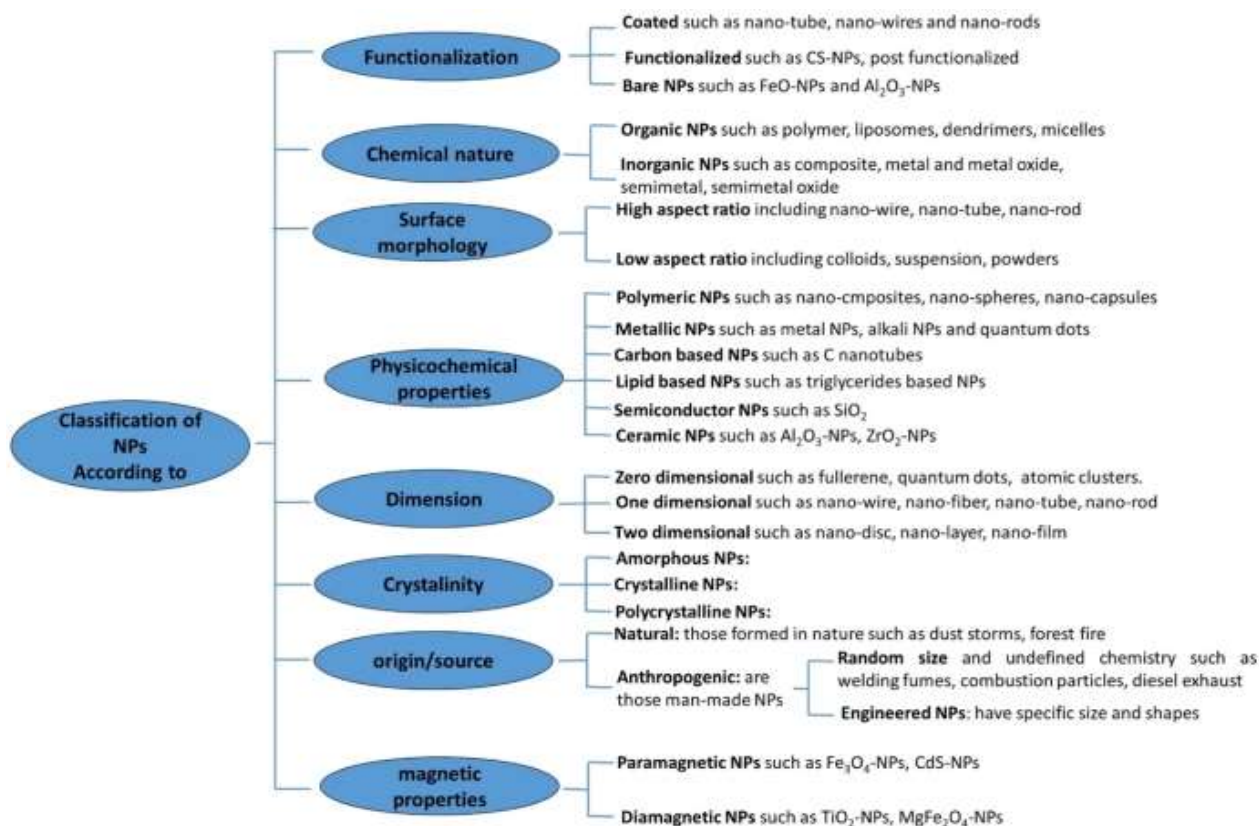 Coated such as nano-tube, nano-wires and nano-rods
Functionalization
Functionalized such as CS-NPs, post functionalized
Bare NPs such as FeO-NPs and Al₂O₃-NPs
Organic NPs such as polymer, liposomes, dendrimers, micelles
Chemical nature
Inorganic NPs such as composite, metal and metal oxide,
semimetal, semimetal oxide
High aspect ratio including nano-wire, nano-tube, nano-rod
Surface
morphology
Low aspect ratio including colloids, suspension, powders
Polymeric NPs such as nano-cmposites, nano-spheres, nano-capsules
Metallic NPs such as metal NPs, alkali NPs and quantum dots
Carbon based NPs such as C nanotubes
Physicochemical
properties
Lipid based NPs such as triglycerides based NPs
Semiconductor NPs such as SiO₂
Ceramic NPs such as Al₂O₃-NPs, ZrO₂-NPs
Classification of
NPs
According to
Zero dimensional such as fullerene, quantum dots, atomic clusters.
Dimension
One dimensional such as nano-wire, nano-fiber, nano-tube, nano-rod
Two dimensional such as nano-disc, nano-layer, nano-film
Amorphous NPs:
Crystalinity
Crystalline NPs:
Polycrystalline NPs:
Natural: those formed in nature such as dust storms, forest fire
origin/source
Anthropogenic: are
those man-made NPs
Random size and undefined chemistry such as
welding fumes, combustion particles, diesel exhaust
Engineered NPs: have specific size and shapes
Paramagnetic NPs such as Fe₃O₄-NPs, CdS-NPs
magnetic
properties
Diamagnetic NPs such as TiO₂-NPs, MgFe₂O₄-NPs